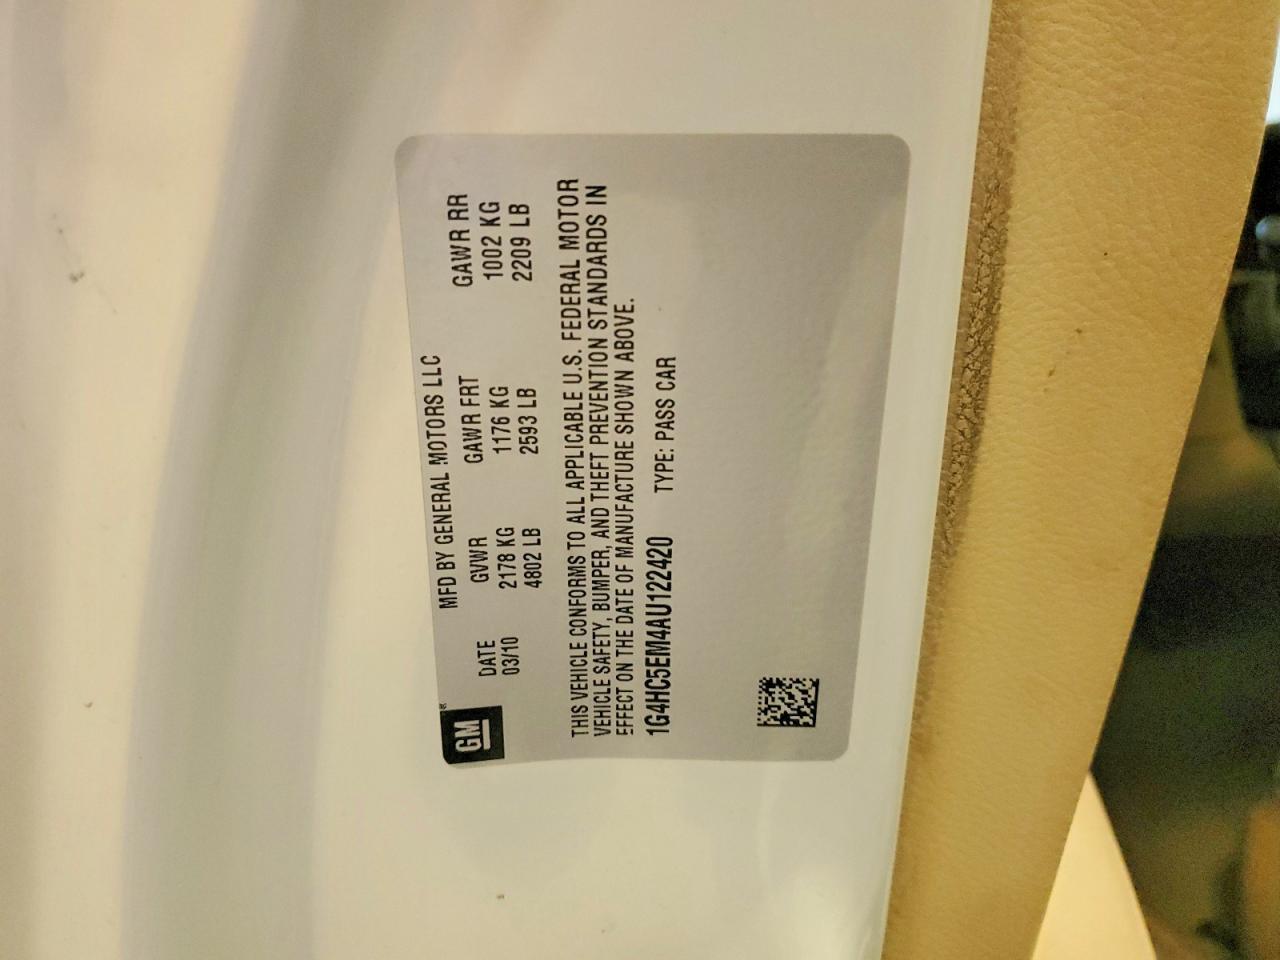 GM®
MFD BY GENERAL MOTORS LLC
DATE GVWR GAWR FRT GAWR RR
03/10 2178 KG 1176 KG 1002 KG
4802 LB 2593 LB 2209 LB
THIS VEHICLE CONFORMS TO ALL APPLICABLE U.S. FEDERAL MOTOR
VEHICLE SAFETY, BUMPER, AND THEFT PREVENTION STANDARDS IN
EFFECT ON THE DATE OF MANUFACTURE SHOWN ABOVE.
1G4HC5EM4AU122420 TYPE: PASS CAR